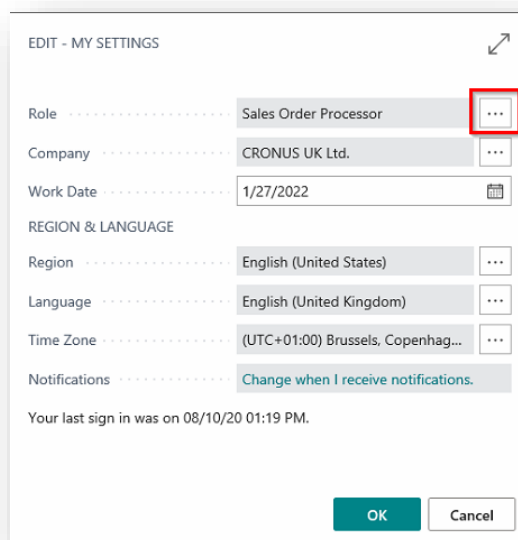 EDIT - MY SETTINGS
Role Sales Order Processor ...
Company CRONUS UK Ltd. ...
Work Date 1/27/2022
REGION & LANGUAGE
Region English (United States) ...
Language English (United Kingdom) ...
Time Zone (UTC+01:00) Brussels, Copenhag... ...
Notifications Change when I receive notifications.
Your last sign in was on 08/10/20 01:19 PM.
OK Cancel